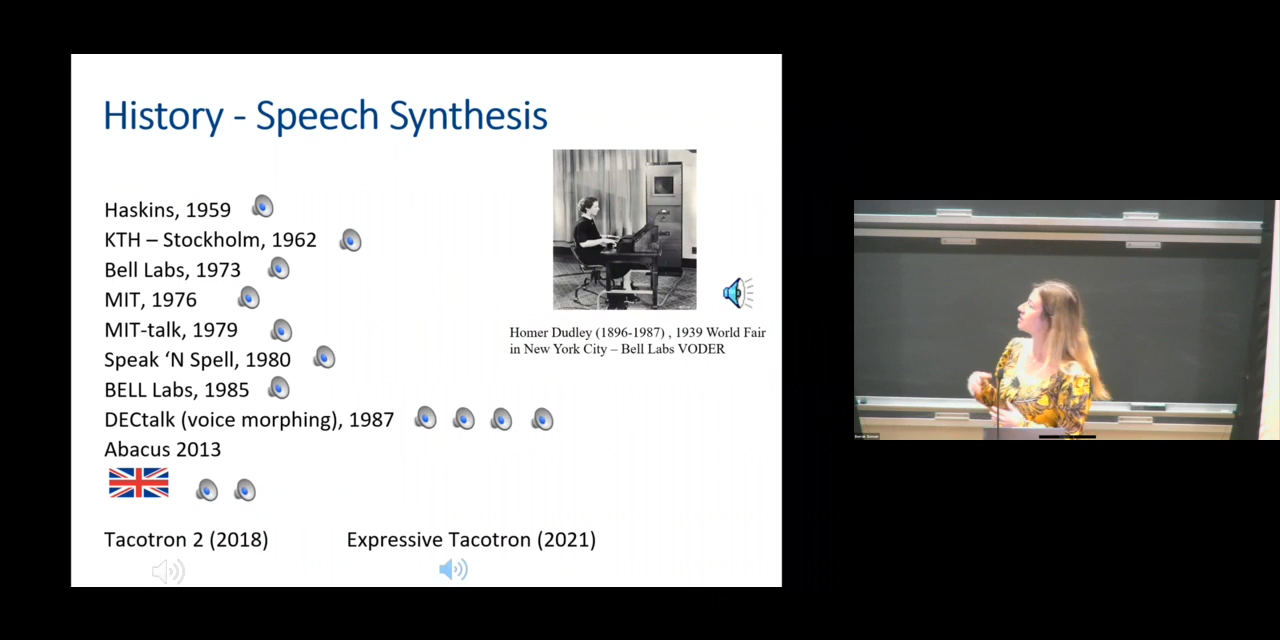 History - Speech Synthesis
Haskins, 1959
KTH – Stockholm, 1962
Bell Labs, 1973
MIT, 1976
MIT-talk, 1979
Speak ‘N Spell, 1980
BELL Labs, 1985
DECtalk (voice morphing), 1987
Abacus 2013
Tacotron 2 (2018)
Expressive Tacotron (2021)
Homer Dudley (1896-1987) , 1939 World Fair
in New York City – Bell Labs VODER